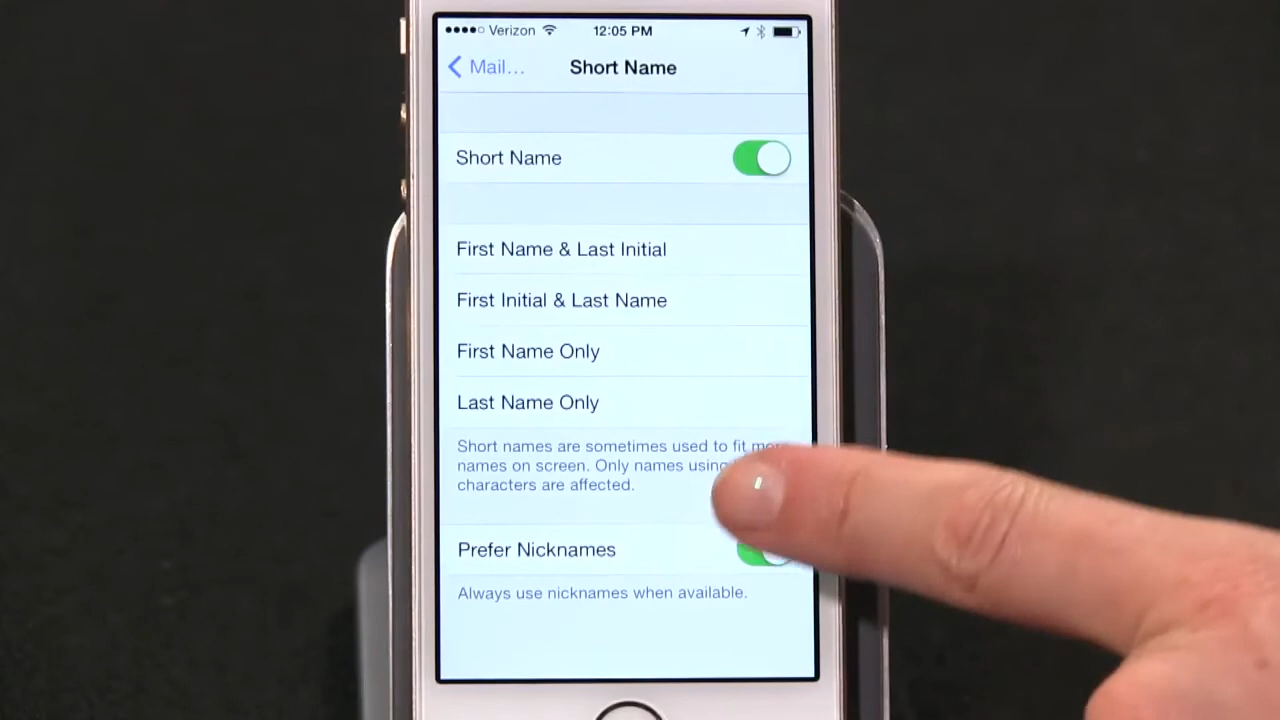 Verizon 12:05 PM
Mail... Short Name
Short Name
First Name & Last Initial
First Initial & Last Name
First Name Only
Last Name Only
Short names are sometimes used to fit more
names on screen. Only names using
characters are affected.
Prefer Nicknames
Always use nicknames when available.